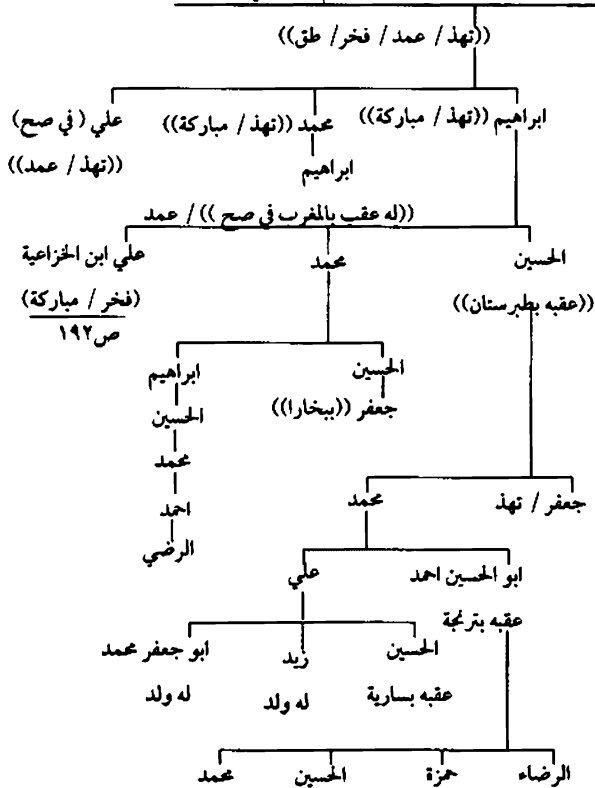 ((تهذ / عمد / فخر / طق))
ابراهيم ((تهذ / مباركة)) محمد ((تهذ / مباركة)) علي (في صح)
((تهذ / عمد))
ابراهيم
((له عقب بالمغرب في صح)) / عمد
الحسين محمد علي ابن الخزاعية
((عقبه بطبرستان)) (فخر / مباركة)
ص١٩٢
الحسين ابراهيم
جعفر ((ببخارا)) الحسين
محمد
جعفر / تهذ محمد احمد
الرضي
ابو الحسين احمد علي
عقبه بترنجة
الحسين زيد ابو جعفر محمد
عقبه بسارية له ولد له ولد
الرضاء حمزة الحسين محمد